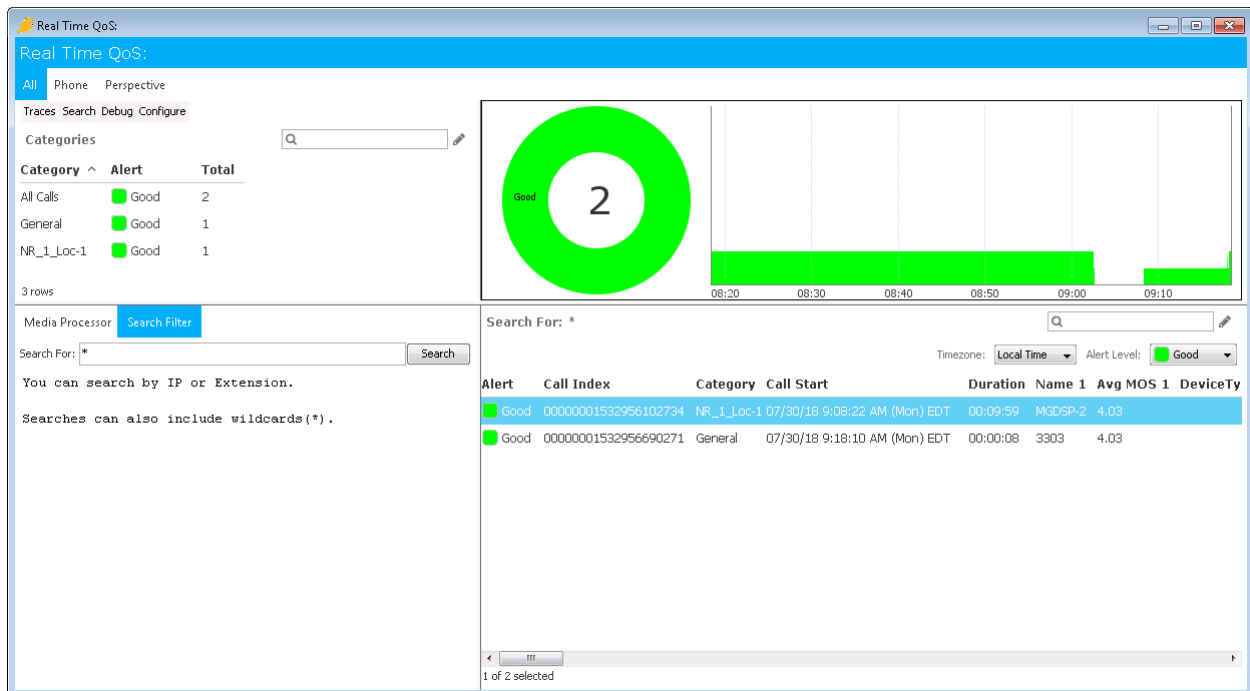 Real Time QoS:
Real Time QoS:
All Phone Perspective
Traces Search Debug Configure
Categories
Category ^ Alert Total
All Calls Good 2
General Good 1
NR_1_Loc-1 Good 1
3 rows
Good
2
08:20 08:30 08:40 08:50 09:00 09:10
Media Processor Search Filter
Search For: * Search
You can search by IP or Extension.
Searches can also include wildcards(*).
Search For: *
Timezone: Local Time Alert Level: Good
Alert Call Index Category Call Start Duration Name 1 Avg MOS 1 DeviceTy
Good 00000001532956102734 NR_1_Loc-1 07/30/18 9:08:22 AM (Mon) EDT 00:09:59 MGDSP-2 4.03
Good 00000001532956690271 General 07/30/18 9:18:10 AM (Mon) EDT 00:00:08 3303 4.03
1 of 2 selected